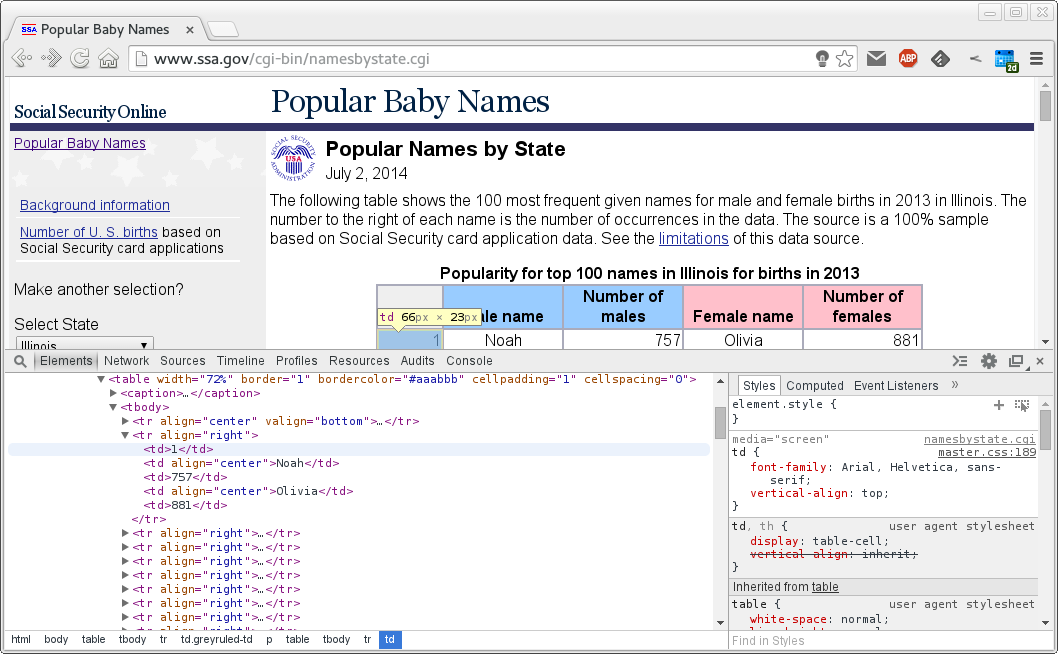 SSA Popular Baby Names ×
www.ssa.gov/cgi-bin/namesbystate.cgi
ABP
2d
Social Security Online
Popular Baby Names
Popular Baby Names
SOCIAL SECURITY ADMINISTRATION
USA
Popular Names by State
July 2, 2014
Background information
Number of U. S. births based on
Social Security card applications
Make another selection?
Select State
Illinois
The following table shows the 100 most frequent given names for male and female births in 2013 in Illinois. The
number to the right of each name is the number of occurrences in the data. The source is a 100% sample
based on Social Security card application data. See the limitations of this data source.
Popularity for top 100 names in Illinois for births in 2013
ale name Number of males Female name Number of females
td 66px × 23px
1 Noah 757 Olivia 881
Elements Network Sources Timeline Profiles Resources Audits Console
▼<table width="72%" border="1" bordercolor="#aaabbb" cellpadding="1" cellspacing="0">
▶<caption>…</caption>
▼<tbody>
▶<tr align="center" valign="bottom">…</tr>
▼<tr align="right">
<td>1</td>
<td align="center">Noah</td>
<td>757</td>
<td align="center">Olivia</td>
<td>881</td>
</tr>
▶<tr align="right">…</tr>
▶<tr align="right">…</tr>
▶<tr align="right">…</tr>
▶<tr align="right">…</tr>
▶<tr align="right">…</tr>
▶<tr align="right">…</tr>
▶<tr align="right">…</tr>
html body table tbody tr td.greyruled-td p table tbody tr td
Styles Computed Event Listeners »
element.style {
}
media="screen" namesbystate.cgi
td { master.css:189
font-family: Arial, Helvetica, sans-
serif;
vertical-align: top;
}
td, th { user agent stylesheet
display: table-cell;
vertical-align: inherit;
}
Inherited from table
table { user agent stylesheet
white-space: normal;
Find in Styles